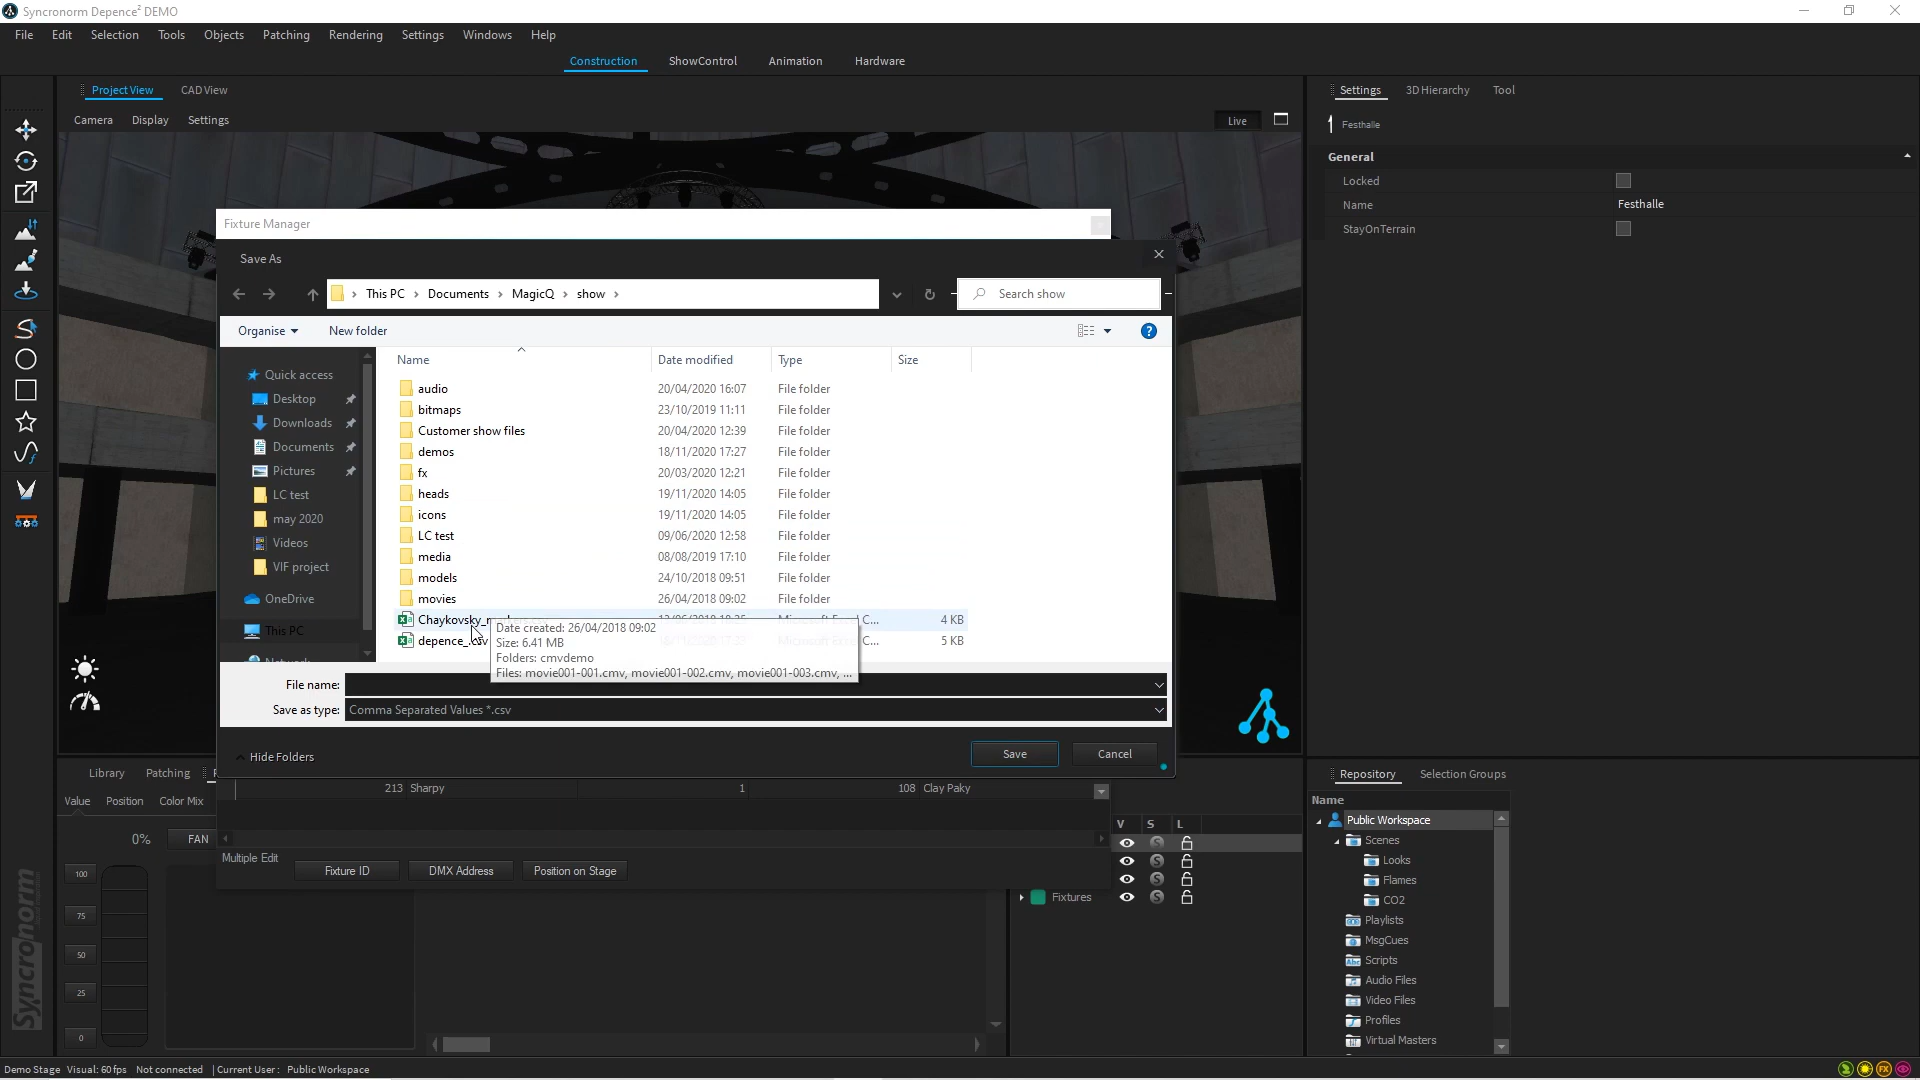 Syncronorm Depence² DEMO
File Edit Selection Tools Objects Patching Rendering Settings Windows Help
Construction ShowControl Animation Hardware
Project View CAD View
Settings 3D Hierarchy Tool
Camera Display Settings
Live
Festhalle
General
Locked
Name Festhalle
StayOnTerrain
Fixture Manager
Save As
This PC › Documents › MagicQ › show ›
Search show
Organise New folder
Name Date modified Type Size
Quick access
Desktop
Downloads
Documents
Pictures
LC test
may 2020
Videos
VIF project
OneDrive
This PC
Network
audio 20/04/2020 16:07 File folder
bitmaps 23/10/2019 11:11 File folder
Customer show files 20/04/2020 12:39 File folder
demos 18/11/2020 17:27 File folder
fx 20/03/2020 12:21 File folder
heads 19/11/2020 14:05 File folder
icons 19/11/2020 14:05 File folder
LC test 09/06/2020 12:58 File folder
media 08/08/2019 17:10 File folder
models 24/10/2018 09:51 File folder
movies 26/04/2018 09:02 File folder
Chaykovsky_ C... 4 KB
depence_ Microsoft Excel C... 5 KB
Date created: 26/04/2018 09:02
Size: 6.41 MB
Folders: cmvdemo
Files: movie001-001.cmv, movie001-002.cmv, movie001-003.cmv, ...
File name:
Save as type: Comma Separated Values *.csv
Hide Folders
Save Cancel
Library Patching
213 Sharpy 1 108 Clay Paky
Value Position Color Mix
0% FAN
100
75
50
25
0
Multiple Edit
Fixture ID DMX Address Position on Stage
V S L
Fixtures
Repository Selection Groups
Name
Public Workspace
Scenes
Looks
Flames
CO2
Playlists
MsgCues
Scripts
Audio Files
Video Files
Profiles
Virtual Masters
Syncronorm
Demo Stage Visual: 60 fps Not connected | Current User : Public Workspace
FX